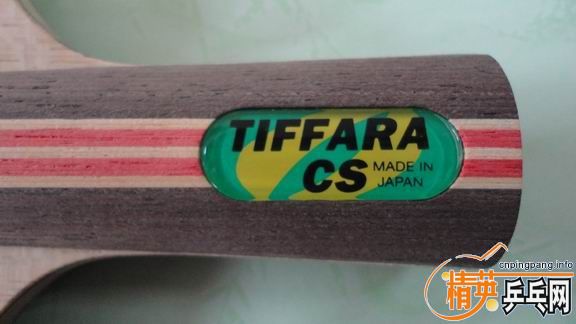 TIFFARA
CS
MADE IN
JAPAN
cnpingpang.info
精英乒乓网